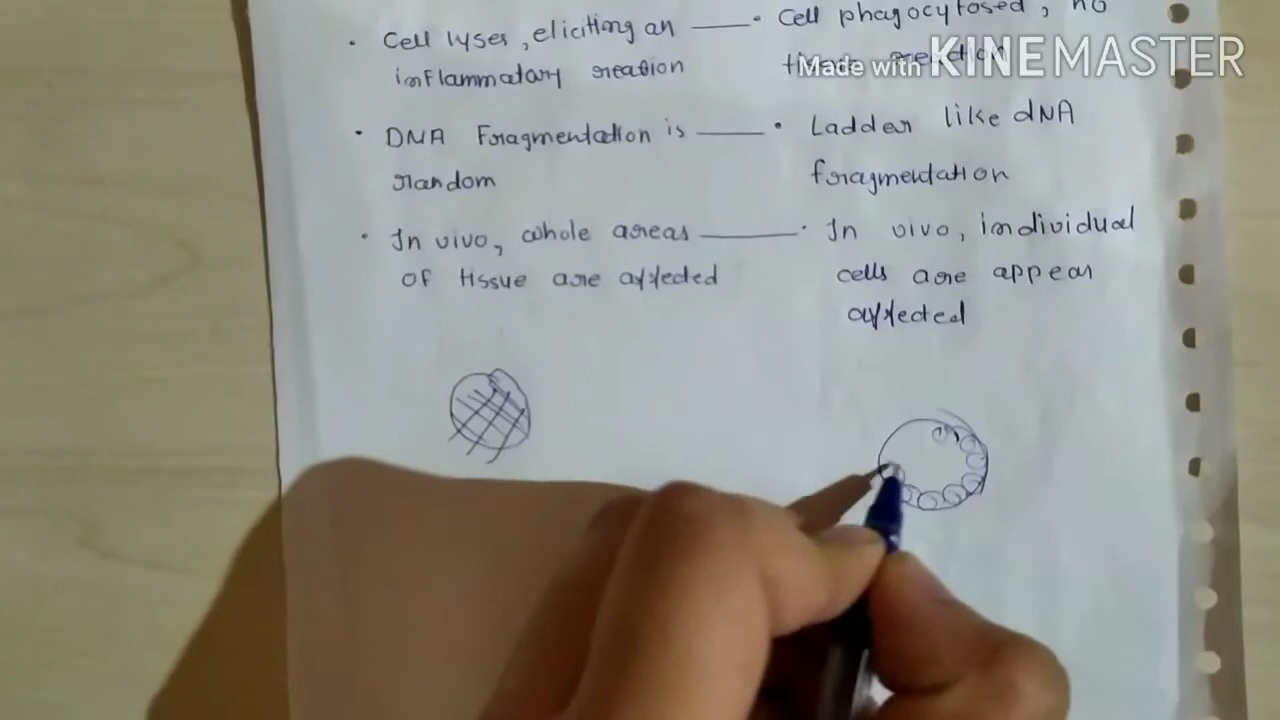 • Cell lyses, eliciting an —— • Cell phagocytosed, no
inflammatory reaction
Made with KINEMASTER
• DNA Fragmentation is —— • Ladder like dNA
random fragmentation
• In vivo, whole areas —— • In vivo, individual
of tissue are affected cells are appear
affected